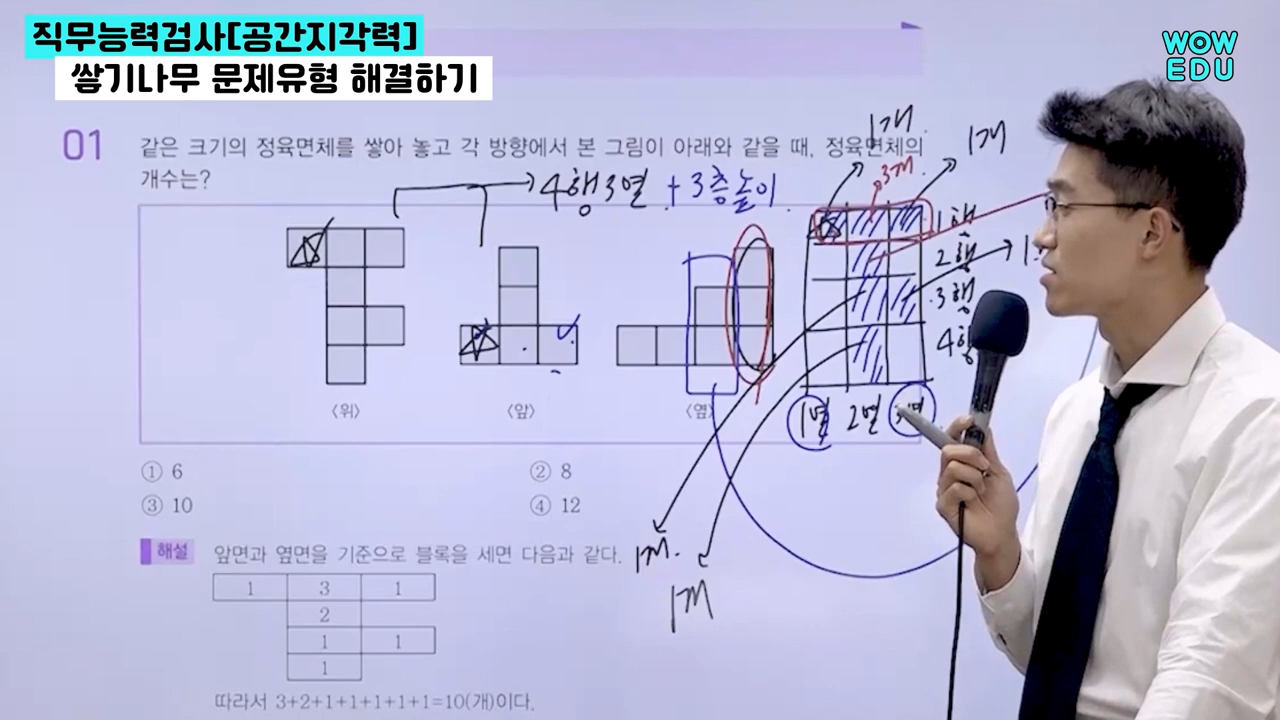 직무능력검사[공간지각력]
쌓기나무 문제유형 해결하기
WOW
EDU
01 같은 크기의 정육면체를 쌓아 놓고 각 방향에서 본 그림이 아래와 같을 때, 정육면체의
개수는?
4행3열 + 3층높이
1개
3개
1개
1행
2행
3행
4행
1열 2열
〈위〉 〈앞〉 〈옆〉
① 6 ② 8
③ 10 ④ 12
1개
1개
해설 앞면과 옆면을 기준으로 블록을 세면 다음과 같다.
1 3 1
2
1 1
1
따라서 3+2+1+1+1+1+1=10(개)이다.